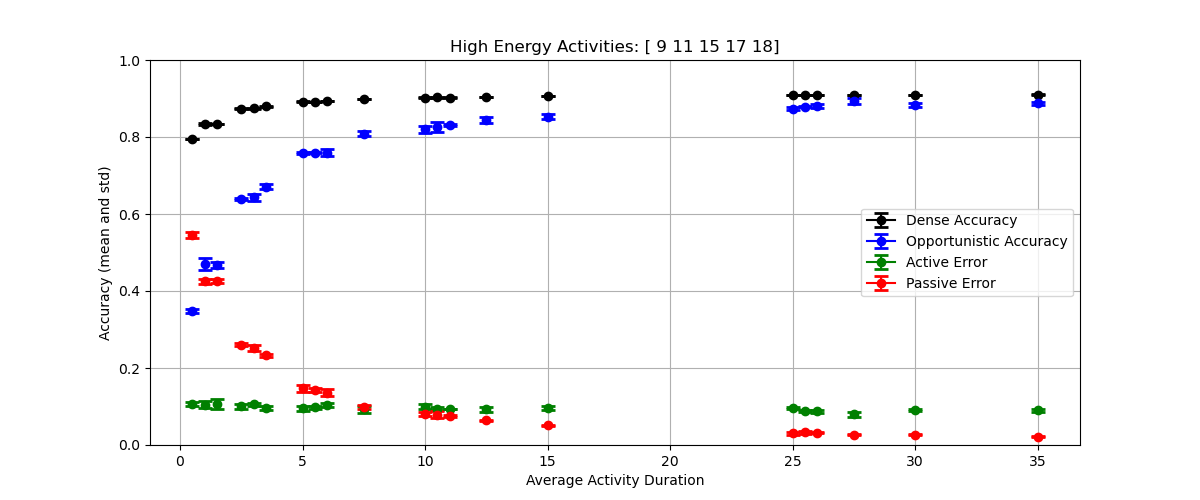 High Energy Activities: [ 9 11 15 17 18]
Accuracy (mean and std)
1.0
0.8
0.6
0.4
0.2
0.0
Dense Accuracy
Opportunistic Accuracy
Active Error
Passive Error
0 5 10 15 20 25 30 35
Average Activity Duration